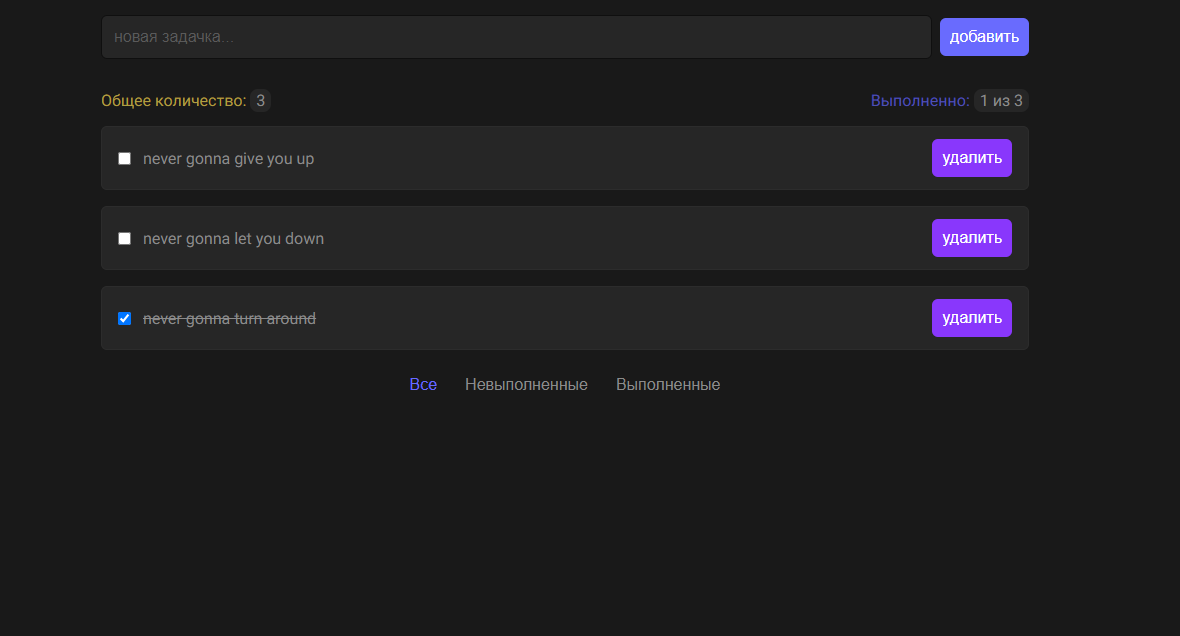 новая задачка...
добавить
Общее количество: 3
Выполненно: 1 из 3
never gonna give you up
удалить
never gonna let you down
удалить
never gonna turn around
удалить
Все Невыполненные Выполненные